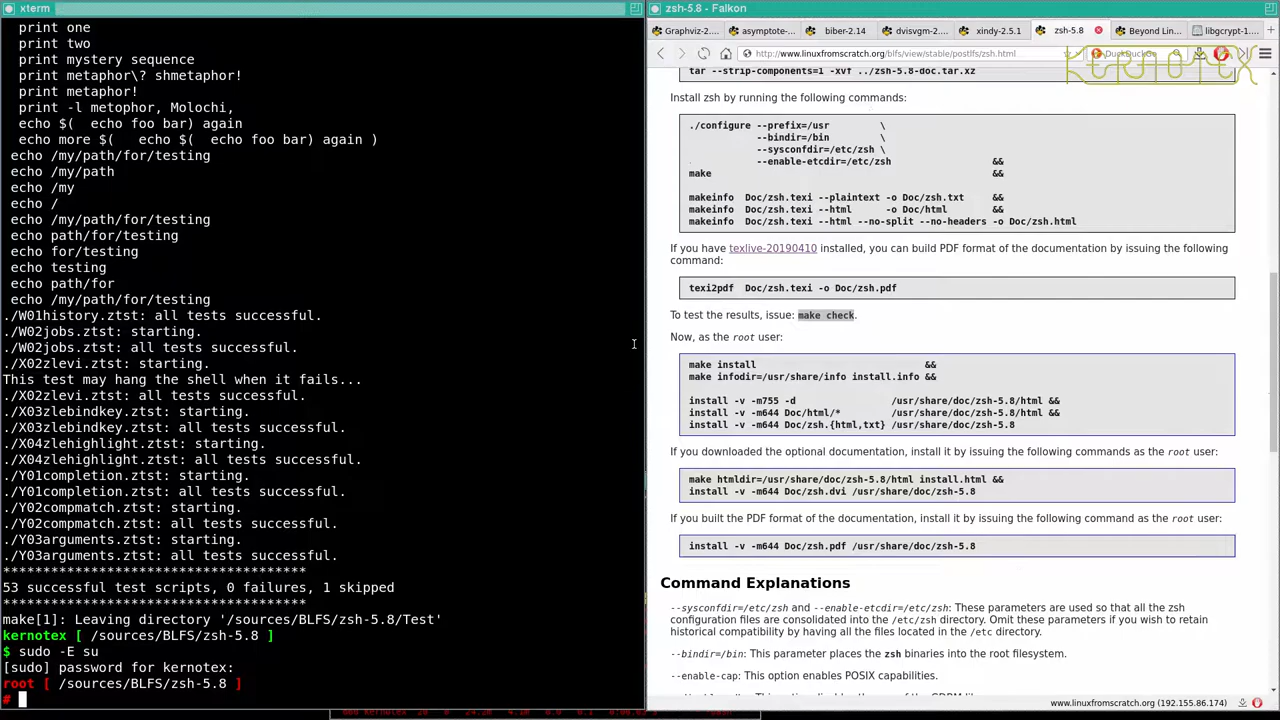 xterm
print one
print two
print mystery sequence
print metaphor\? shmetaphor!
print metaphor!
print -l metophor, Molochi,
echo $(  echo foo bar) again
echo more $(   echo $(  echo foo bar) again )
echo /my/path/for/testing
echo /my/path
echo /my
echo /
echo /my/path/for/testing
echo path/for/testing
echo for/testing
echo testing
echo path/for
echo /my/path/for/testing
./W01history.ztst: all tests successful.
./W02jobs.ztst: starting.
./W02jobs.ztst: all tests successful.
./X02zlevi.ztst: starting.
This test may hang the shell when it fails...
./X02zlevi.ztst: all tests successful.
./X03zlebindkey.ztst: starting.
./X03zlebindkey.ztst: all tests successful.
./X04zlehighlight.ztst: starting.
./X04zlehighlight.ztst: all tests successful.
./Y01completion.ztst: starting.
./Y01completion.ztst: all tests successful.
./Y02compmatch.ztst: starting.
./Y02compmatch.ztst: all tests successful.
./Y03arguments.ztst: starting.
./Y03arguments.ztst: all tests successful.
**************************************
53 successful test scripts, 0 failures, 1 skipped
**************************************
make[1]: Leaving directory '/sources/BLFS/zsh-5.8/Test'
kernotex [ /sources/BLFS/zsh-5.8 ]
$ sudo -E su
[sudo] password for kernotex:
root [ /sources/BLFS/zsh-5.8 ]
#
zsh-5.8 - Falkon
Graphviz-2... asymptote-... biber-2.14 dvisvgm-2... xindy-2.5.1 zsh-5.8 Beyond Lin... libgcrypt-1...
http://www.linuxfromscratch.org/blfs/view/stable/postlfs/zsh.html DuckDuckGo
KERNOTEX
tar --strip-components=1 -xvf ../zsh-5.8-doc.tar.xz
Install zsh by running the following commands:
./configure --prefix=/usr \
--bindir=/bin \
--sysconfdir=/etc/zsh \
--enable-etcdir=/etc/zsh &&
make &&
makeinfo  Doc/zsh.texi --plaintext -o Doc/zsh.txt &&
makeinfo  Doc/zsh.texi --html -o Doc/html &&
makeinfo  Doc/zsh.texi --html --no-split --no-headers -o Doc/zsh.html
If you have texlive-20190410 installed, you can build PDF format of the documentation by issuing the following
command:
texi2pdf  Doc/zsh.texi -o Doc/zsh.pdf
To test the results, issue: make check.
Now, as the root user:
make install &&
make infodir=/usr/share/info install.info &&
install -v -m755 -d /usr/share/doc/zsh-5.8/html &&
install -v -m644 Doc/html/* /usr/share/doc/zsh-5.8/html &&
install -v -m644 Doc/zsh.{html,txt} /usr/share/doc/zsh-5.8
If you downloaded the optional documentation, install it by issuing the following commands as the root user:
make htmldir=/usr/share/doc/zsh-5.8/html install.html &&
install -v -m644 Doc/zsh.dvi /usr/share/doc/zsh-5.8
If you built the PDF format of the documentation, install it by issuing the following command as the root user:
install -v -m644 Doc/zsh.pdf /usr/share/doc/zsh-5.8
Command Explanations
--sysconfdir=/etc/zsh and --enable-etcdir=/etc/zsh: These parameters are used so that all the zsh
configuration files are consolidated into the /etc/zsh directory. Omit these parameters if you wish to retain
historical compatibility by having all the files located in the /etc directory.
--bindir=/bin: This parameter places the zsh binaries into the root filesystem.
--enable-cap: This option enables POSIX capabilities.
www.linuxfromscratch.org (192.155.86.174)